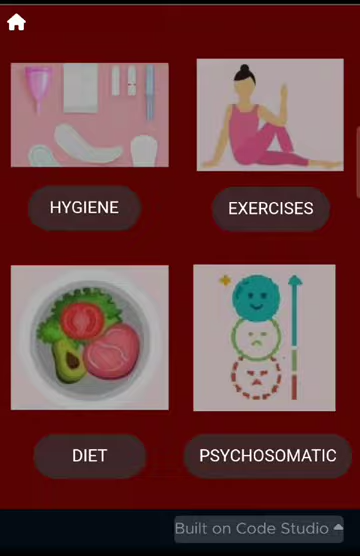 HYGIENE
EXERCISES
DIET
PSYCHOSOMATIC
Built on Code Studio